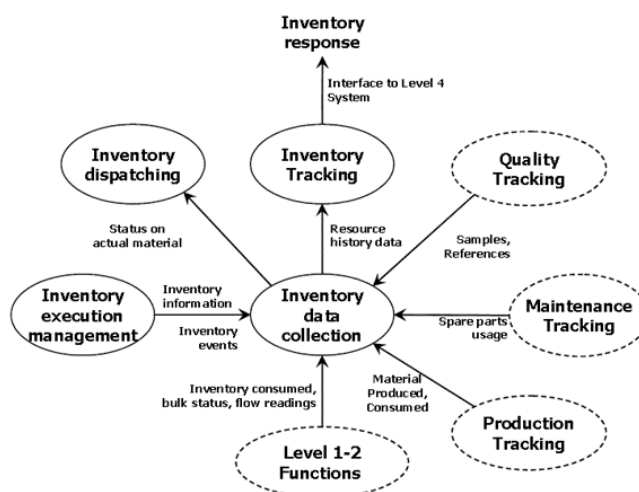 Inventory
response
Interface to Level 4
System
Inventory
dispatching
Inventory
Tracking
Quality
Tracking
Status on
actual material
Resource
history data
Samples,
References
Inventory
execution
management
Inventory
information
Inventory
events
Inventory
data
collection
Spare parts
usage
Maintenance
Tracking
Inventory consumed,
bulk status, flow readings
Material
Produced,
Consumed
Production
Tracking
Level 1-2
Functions